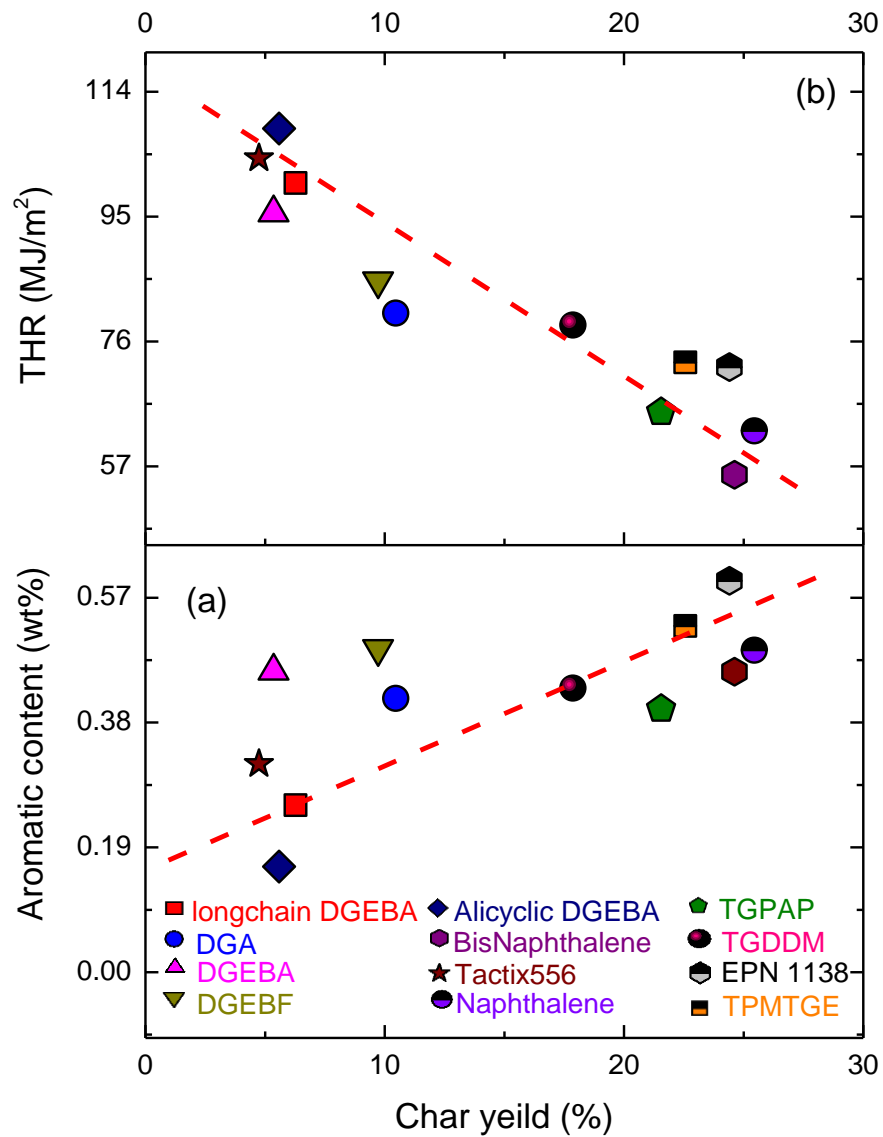 0 10 20 30
(b)
114
95
76
57
THR (MJ/m²)
(a)
0.57
0.38
0.19
0.00
Aromatic content (wt%)
longchain DGEBA
DGA
DGEBA
DGEBF
Alicyclic DGEBA
BisNaphthalene
Tactix556
Naphthalene
TGPAP
TGDDM
EPN 1138
TPMTGE
0 10 20 30
Char yeild (%)